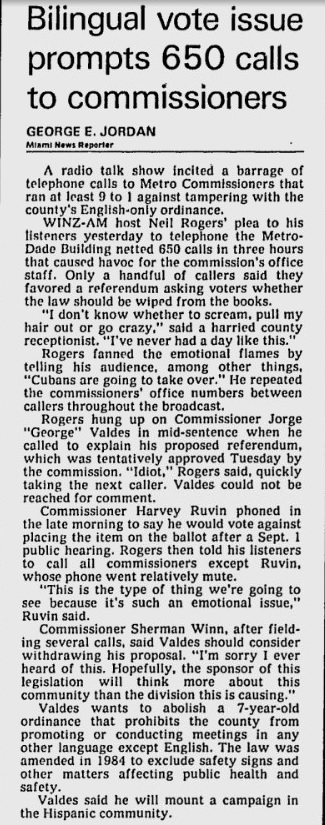 Bilingual vote issue
prompts 650 calls
to commissioners
GEORGE E. JORDAN
Miami News Reporter
A radio talk show incited a barrage of
telephone calls to Metro Commissioners that
ran at least 9 to 1 against tampering with the
county's English-only ordinance.
WINZ-AM host Neil Rogers' plea to his
listeners yesterday to telephone the Metro-
Dade Building netted 650 calls in three hours
that caused havoc for the commission's office
staff. Only a handful of callers said they
favored a referendum asking voters whether
the law should be wiped from the books.
"I don't know whether to scream, pull my
hair out or go crazy," said a harried county
receptionist. "I've never had a day like this."
Rogers fanned the emotional flames by
telling his audience, among other things,
"Cubans are going to take over." He repeated
the commissioners' office numbers between
callers throughout the broadcast.
Rogers hung up on Commissioner Jorge
"George" Valdes in mid-sentence when he
called to explain his proposed referendum,
which was tentatively approved Tuesday by
the commission. "Idiot," Rogers said, quickly
taking the next caller. Valdes could not be
reached for comment.
Commissioner Harvey Ruvin phoned in
the late morning to say he would vote against
placing the item on the ballot after a Sept. 1
public hearing. Rogers then told his listeners
to call all commissioners except Ruvin,
whose phone went relatively mute.
"This is the type of thing we're going to
see because it's such an emotional issue,"
Ruvin said.
Commissioner Sherman Winn, after field-
ing several calls, said Valdes should consider
withdrawing his proposal. "I'm sorry I ever
heard of this. Hopefully, the sponsor of this
legislation will think more about this
community than the division this is causing."
Valdes wants to abolish a 7-year-old
ordinance that prohibits the county from
promoting or conducting meetings in any
other language except English. The law was
amended in 1984 to exclude safety signs and
other matters affecting public health and
safety.
Valdes said he will mount a campaign in
the Hispanic community.